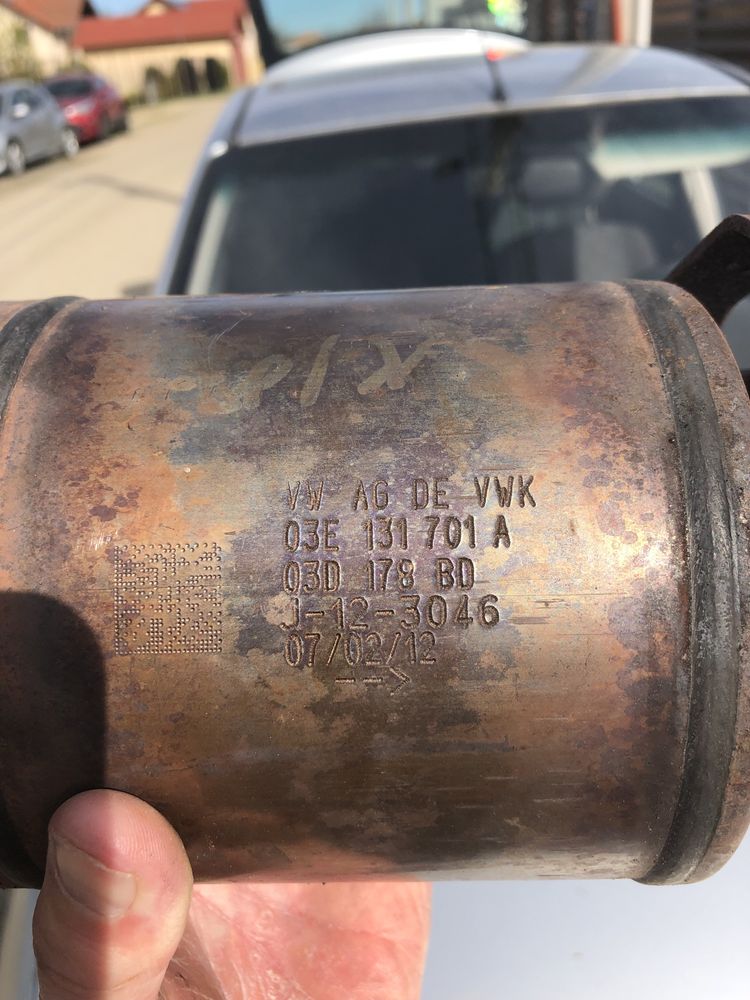 VW AG DE VWK
03E 131 701 A
03D 178 BD
J-12-3046
07/02/12
-->